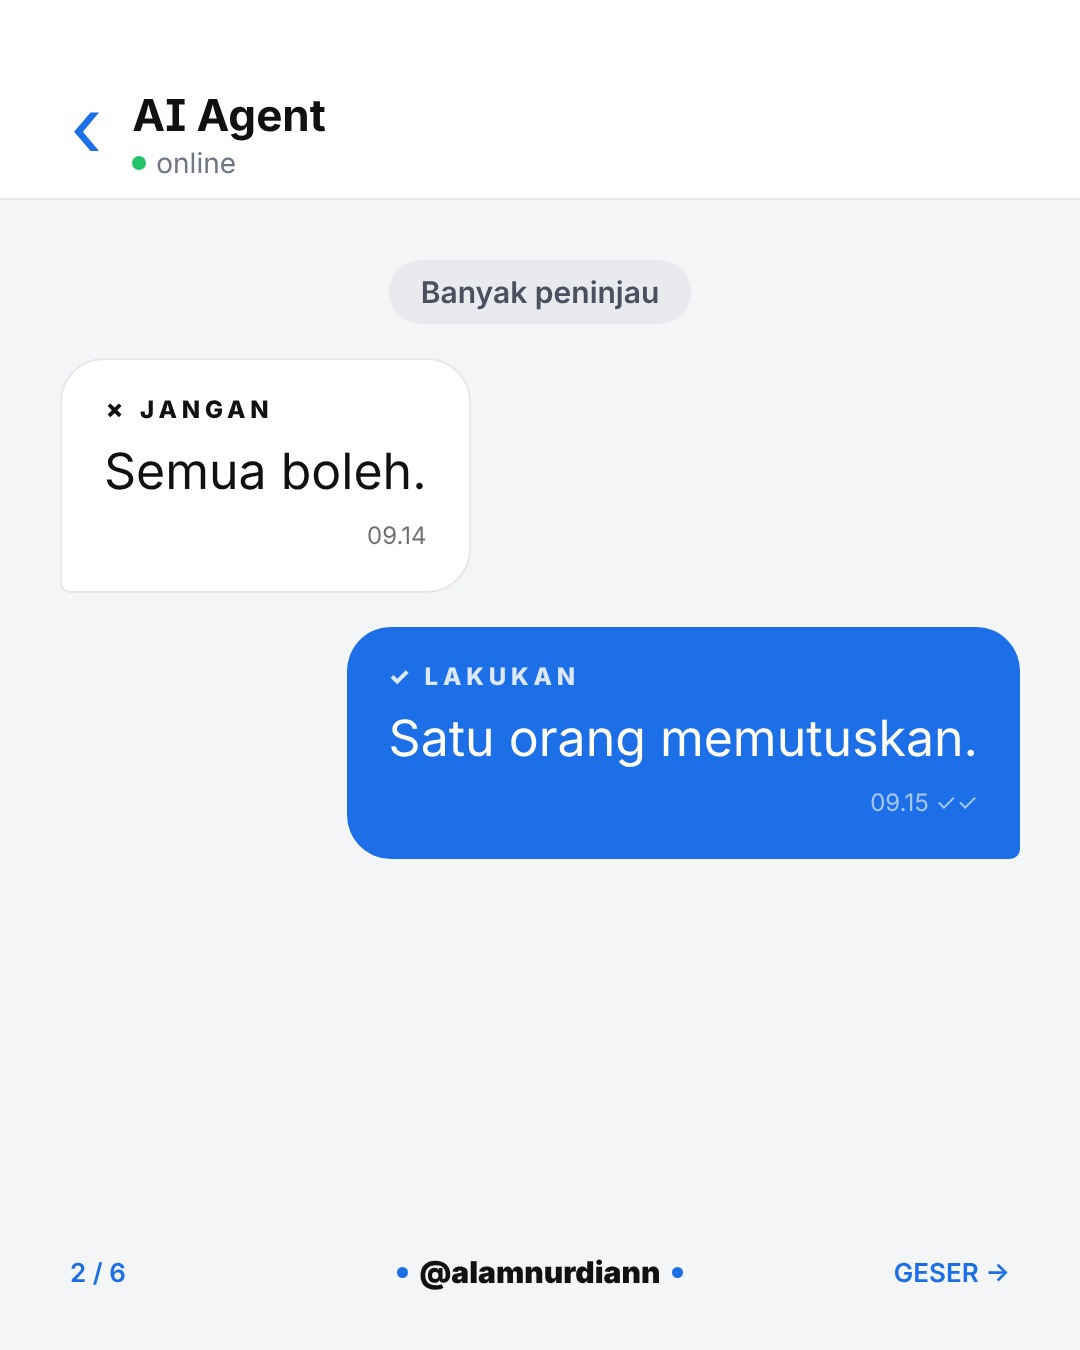 AI Agent
online
Banyak peninjau
× JANGAN
Semua boleh.
09.14
✓ LAKUKAN
Satu orang memutuskan.
09.15 ✓✓
2 / 6
• @alamnurdiann •
GESER →